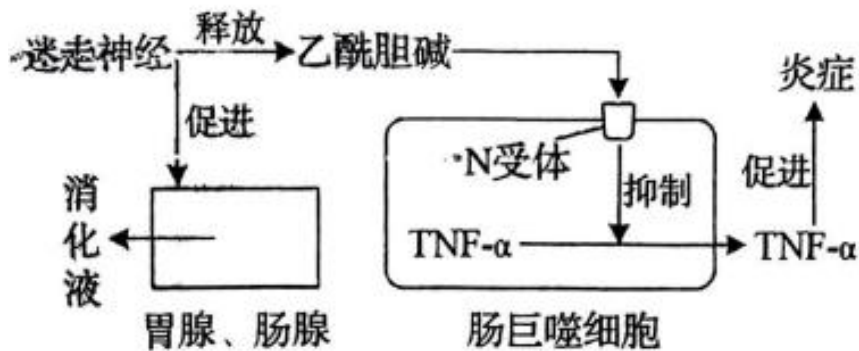 迷走神经 释放 乙酰胆碱
炎症
促进
N受体 抑制 促进
消化液
TNF-α TNF-α
胃腺、肠腺 肠巨噬细胞